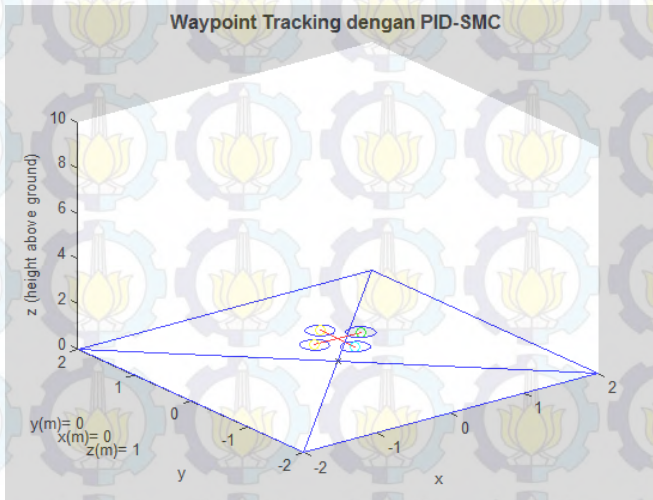 Waypoint Tracking dengan PID-SMC
z (height above ground)
10
8
6
4
2
0
2
1
0
-1
-2
y
-2
-1
0
1
2
x
y(m)= 0
x(m)= 0
z(m)= 1